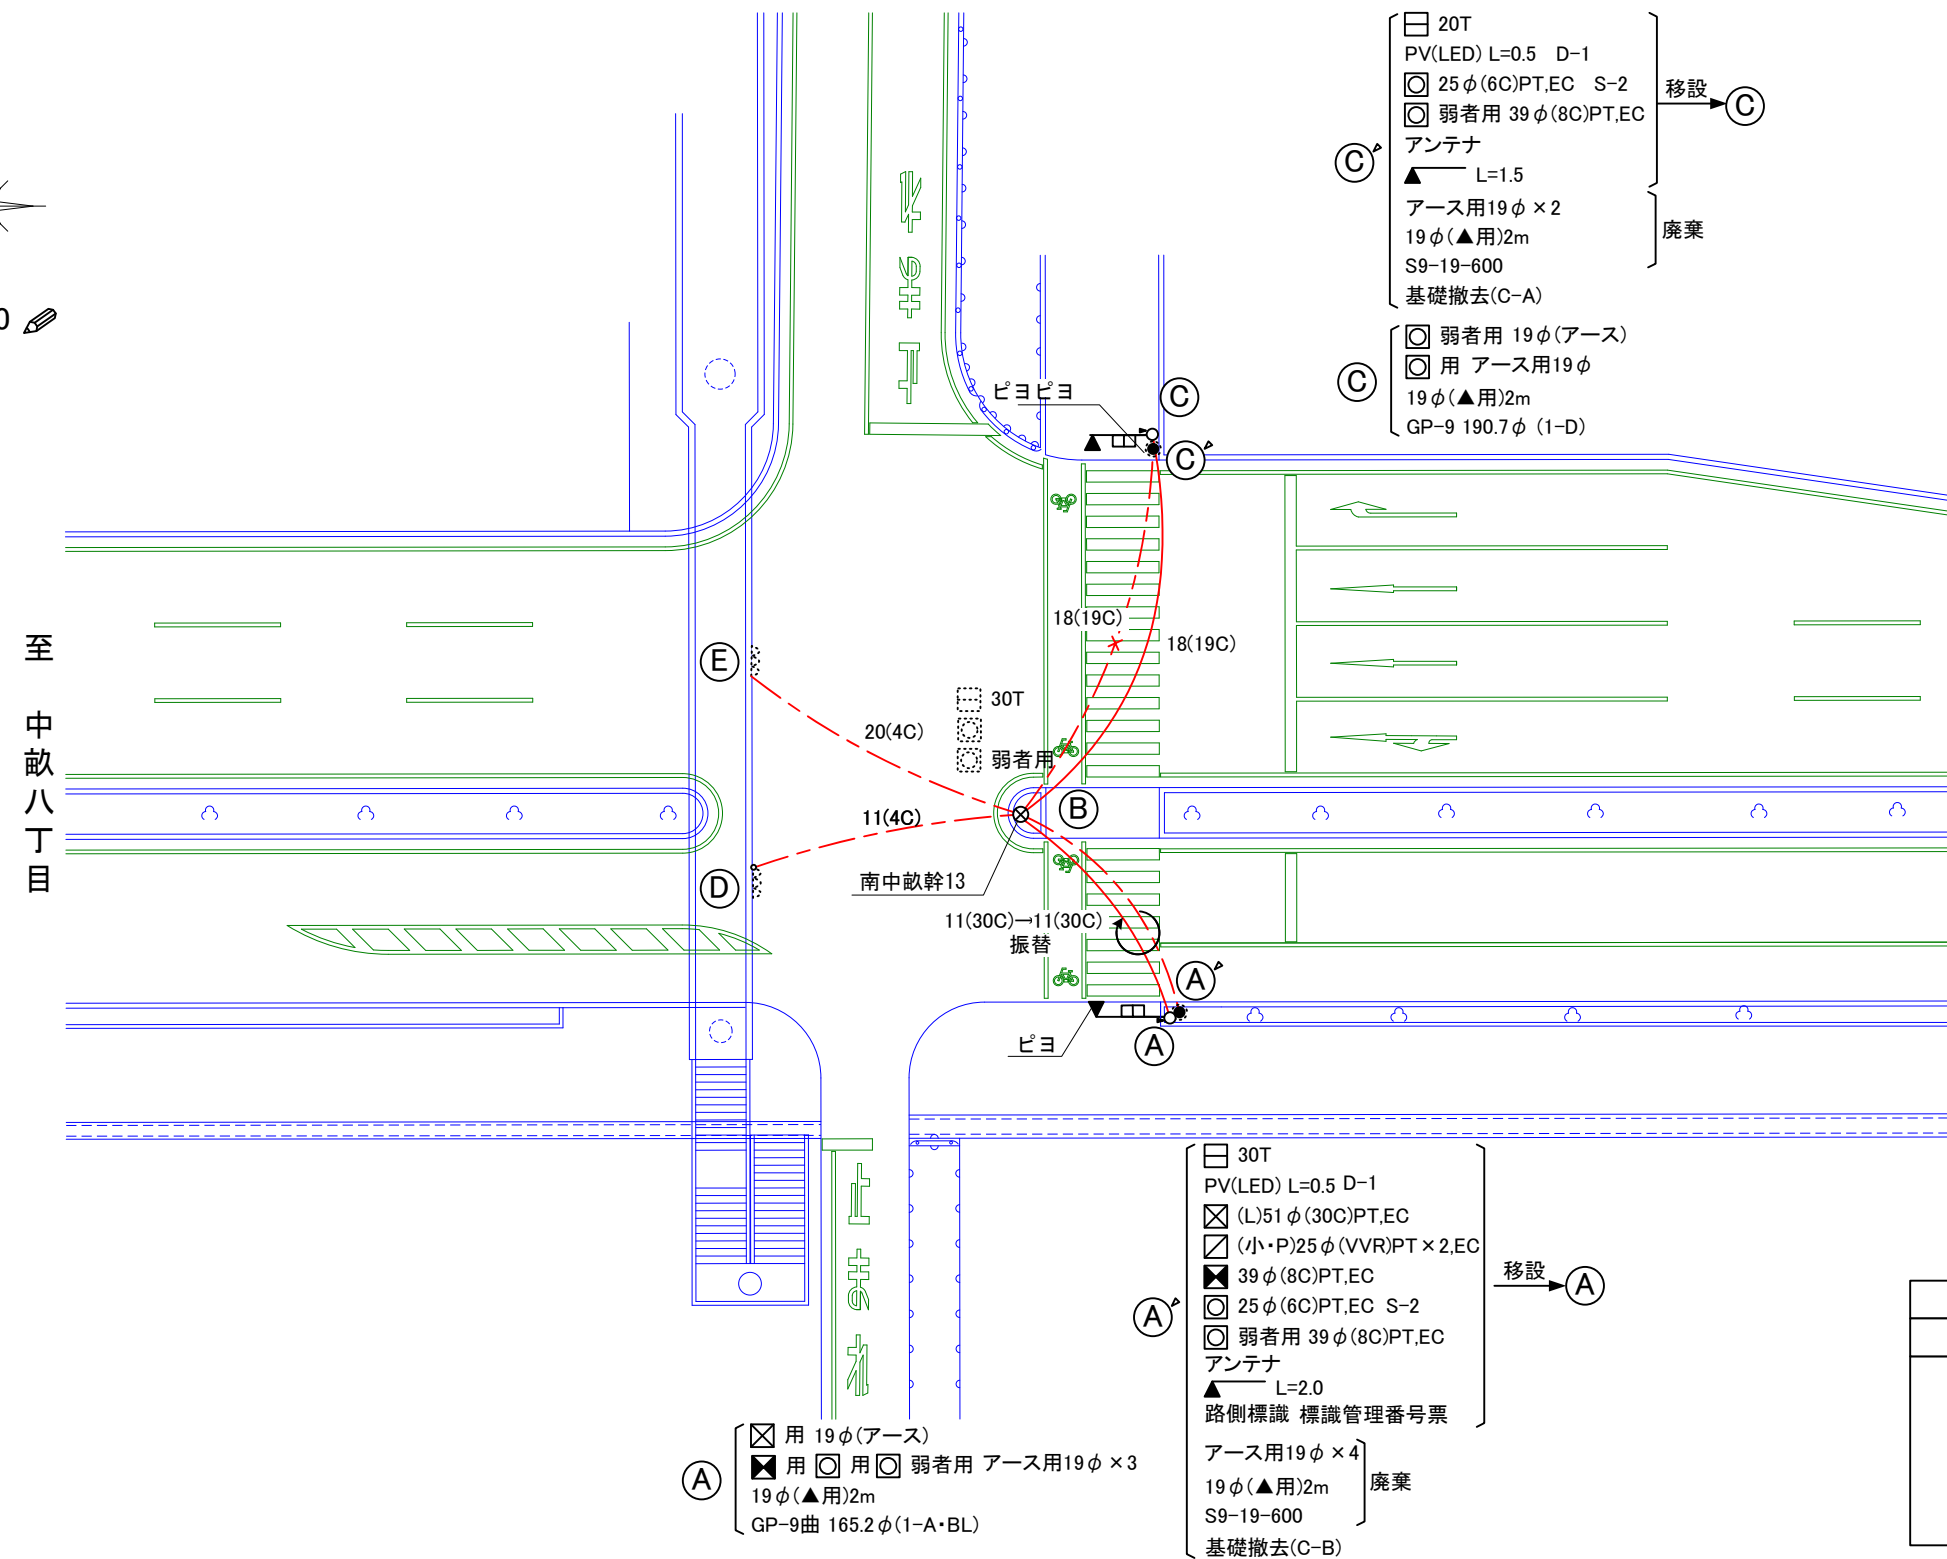 20T
PV(LED) L=0.5 D-1
25φ(6C)PT,EC S-2
弱者用 39φ(8C)PT,EC
アンテナ
L=1.5
移設
C
C'
アース用19φ×2
19φ(▲用)2m
S9-19-600
廃棄
基礎撤去(C-A)
C
弱者用 19φ(アース)
用 アース用19φ
19φ(▲用)2m
GP-9 190.7φ (1-D)
0
止まれ
ピヨピヨ
C
C'
至 中畝八丁目
E
18(19C)
18(19C)
30T
弱者用
20(4C)
B
11(4C)
D
南中畝幹13
11(30C)→11(30C)
振替
A'
ピヨ
A
止まれ
A'
30T
PV(LED) L=0.5 D-1
(L)51φ(30C)PT,EC
(小・P)25φ(VVR)PT×2,EC
39φ(8C)PT,EC
25φ(6C)PT,EC S-2
弱者用 39φ(8C)PT,EC
アンテナ
L=2.0
路側標識 標識管理番号票
移設
A
アース用19φ×4
19φ(▲用)2m
S9-19-600
廃棄
基礎撤去(C-B)
A
用 19φ(アース)
用 用 弱者用 アース用19φ×3
19φ(▲用)2m
GP-9曲 165.2φ(1-A・BL)